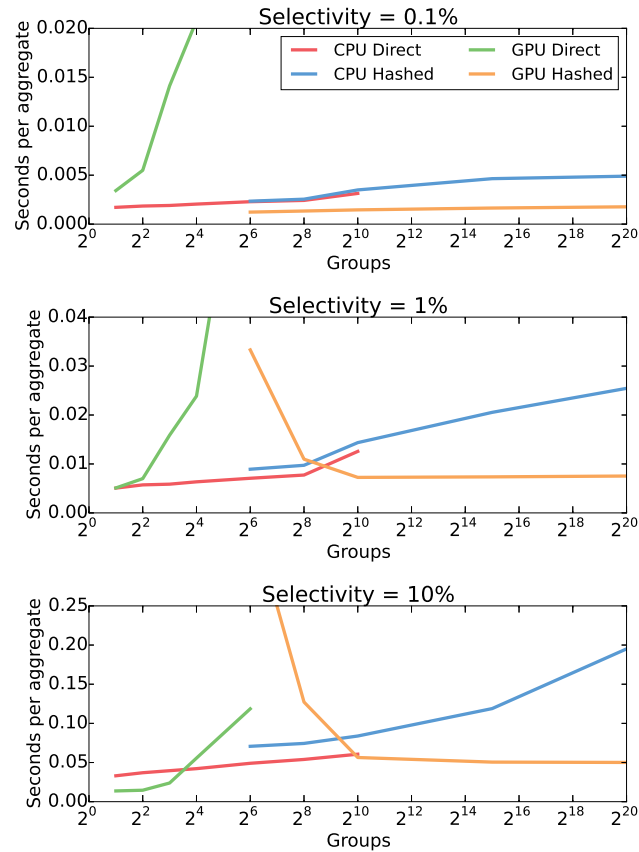 Selectivity = 0.1%
Seconds per aggregate
0.020
0.015
0.010
0.005
0.000
CPU Direct
GPU Direct
CPU Hashed
GPU Hashed
2^0 2^2 2^4 2^6 2^8 2^10 2^12 2^14 2^16 2^18 2^20
Groups
Selectivity = 1%
Seconds per aggregate
0.04
0.03
0.02
0.01
0.00
2^0 2^2 2^4 2^6 2^8 2^10 2^12 2^14 2^16 2^18 2^20
Groups
Selectivity = 10%
Seconds per aggregate
0.25
0.20
0.15
0.10
0.05
0.00
2^0 2^2 2^4 2^6 2^8 2^10 2^12 2^14 2^16 2^18 2^20
Groups